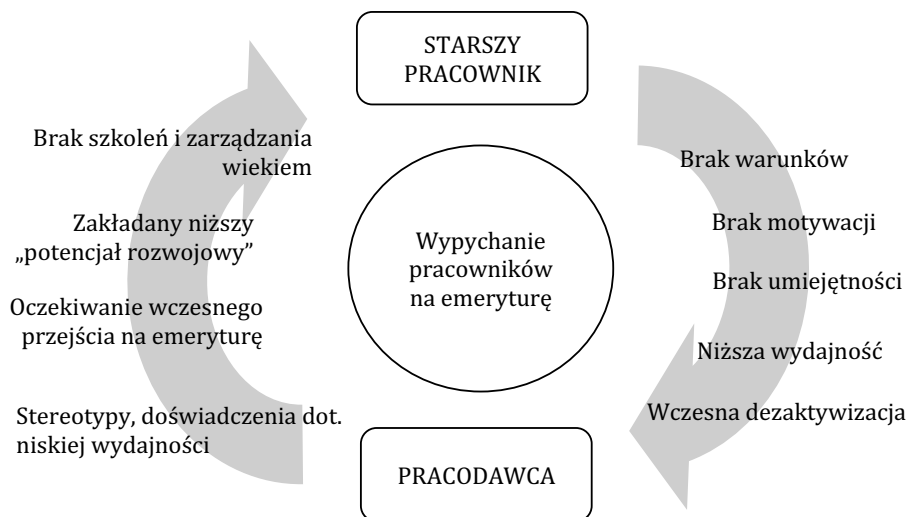 STARSZY
PRACOWNIK
Brak szkoleń i zarządzania
wiekiem
Zakładany niższy
„potencjał rozwojowy”
Oczekiwanie wczesnego
przejścia na emeryturę
Stereotypy, doświadczenia dot.
niskiej wydajności
Wypychanie
pracowników
na emeryturę
Brak warunków
Brak motywacji
Brak umiejętności
Niższa wydajność
Wczesna dezaktywizacja
PRACODAWCA